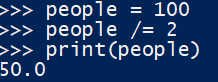 >>> people = 100
>>> people /= 2
>>> print(people)
50.0